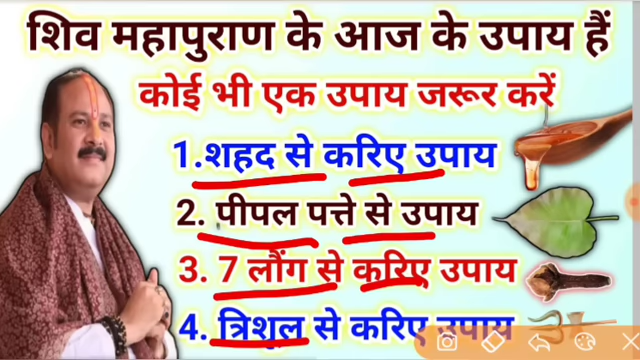 शिव महापुराण के आज के उपाय हैं
कोई भी एक उपाय जरूर करें
1.शहद से करिए उपाय
2. पीपल पत्ते से उपाय
3. 7 लौंग से करिए उपाय
4. त्रिशूल से करिए उपाय